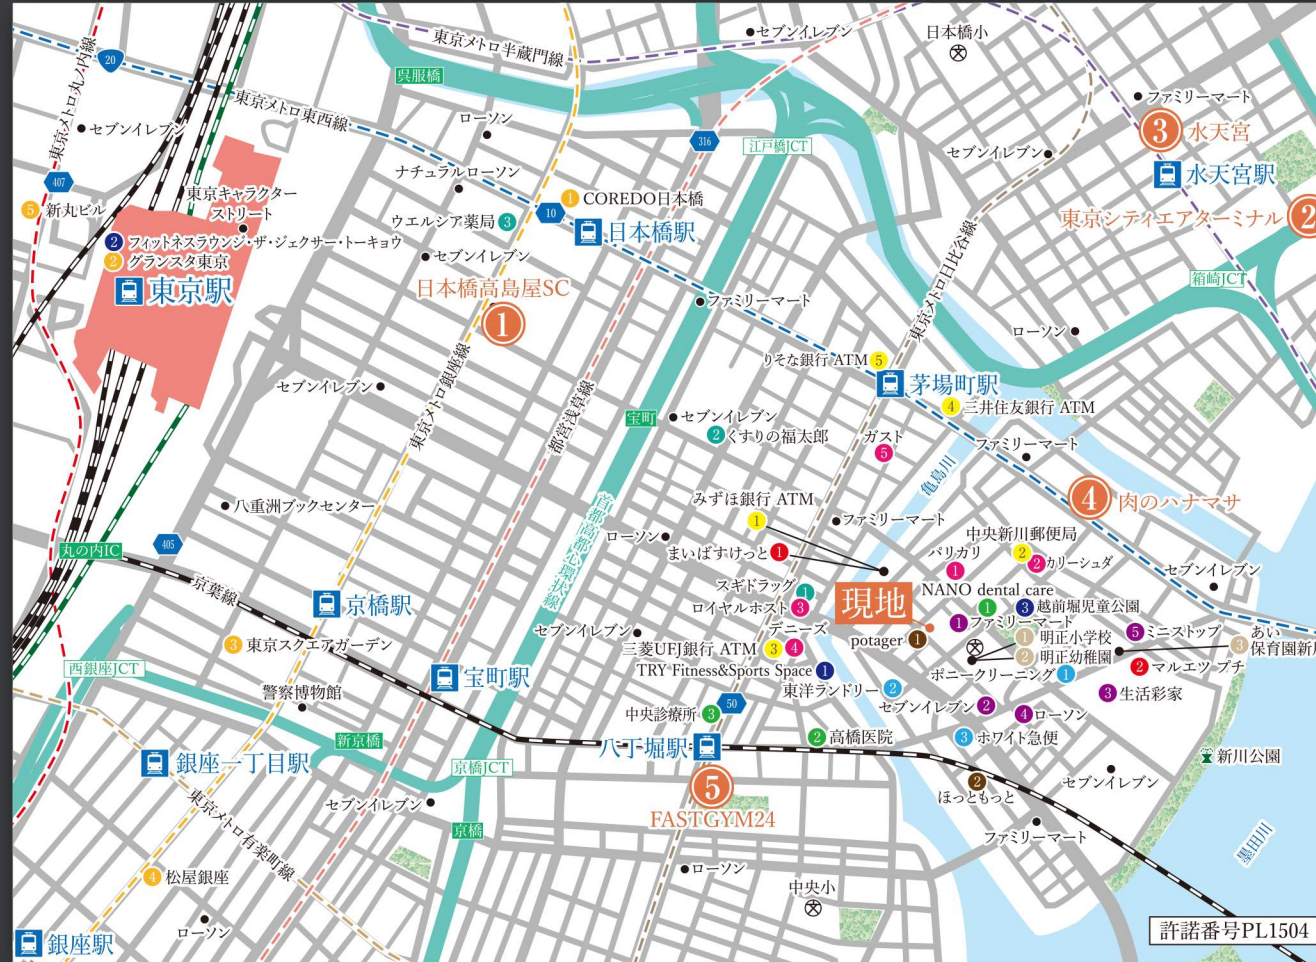 東京メトロ丸ノ内線
20
東京メトロ東西線
東京メトロ半蔵門線
呉服橋
セブンイレブン
日本橋小
ファミリーマート
3 水天宮
水天宮駅
東京シティエアターミナル 2
箱崎JCT
セブンイレブン
江戸橋JCT
316
ローソン
ナチュラルローソン
1 COREDO日本橋
10
ウエルシア薬局 3
日本橋駅
セブンイレブン
日本橋高島屋SC
1
セブンイレブン
407
5 新丸ビル
東京キャラクター
ストリート
2 フィットネスラウンジ・ザ・ジェクサー・トーキョウ
2 グランスタ東京
東京駅
ファミリーマート
東京メトロ日比谷線
ローソン
りそな銀行 ATM 5
茅場町駅
4 三井住友銀行 ATM
セブンイレブン
東京メトロ銀座線
都営浅草線
宝町
セブンイレブン
2 くすりの福太郎
ガスト
5
ファミリーマート
亀島川
4 肉のハナマサ
八重洲ブックセンター
首都高都心環状線
みずほ銀行 ATM
1
ファミリーマート
ローソン
まいばすけっと 1
中央新川郵便局
2
2 カリーシュダ
パリカリ
1
セブンイレブン
丸の内IC
405
京葉線
京橋駅
スギドラッグ 1
ロイヤルホスト 3
現地
NANO dental care
1
3 越前堀児童公園
1 ファミリーマート
デニーズ
4
potager 1
1 明正小学校
2 明正幼稚園
5 ミニストップ
3 あい
保育園新川
セブンイレブン
三菱UFJ銀行 ATM 3
TRY Fitness&Sports Space 1
ポニークリーニング 1
2 マルエツ プチ
3 東京スクエアガーデン
西銀座JCT
宝町駅
東洋ランドリー 2
セブンイレブン 2
3 生活彩家
4 ローソン
警察博物館
中央診療所 3
50
2 高橋医院
3 ホワイト急便
新京橋
八丁堀駅
銀座一丁目駅
京橋JCT
5
FASTGYM24
2
ほっともっと
セブンイレブン
新川公園
セブンイレブン
京橋
ファミリーマート
墨田川
東京メトロ有楽町線
4 松屋銀座
ローソン
中央小
ローソン
銀座駅
許諾番号PL1504